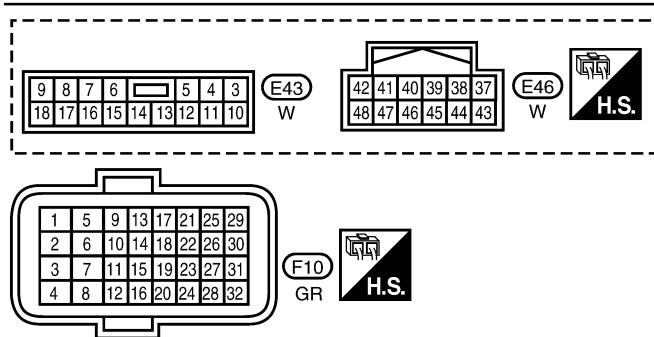 9 8 7 6 5 4 3
18 17 16 15 14 13 12 11 10
E43
W
42 41 40 39 38 37
48 47 46 45 44 43
E46
W
H.S.
1 5 9 13 17 21 25 29
2 6 10 14 18 22 26 30
3 7 11 15 19 23 27 31
4 8 12 16 20 24 28 32
F10
GR
H.S.